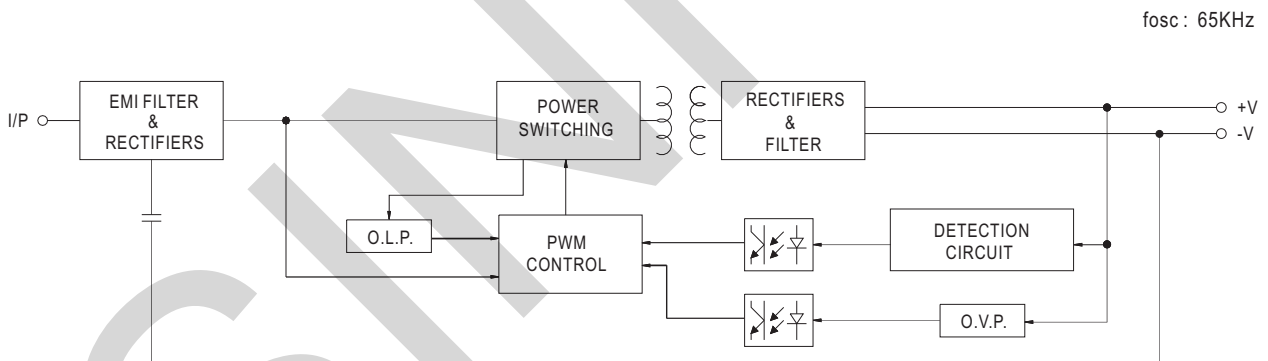 fosc : 65KHz
I/P
EMI FILTER
&
RECTIFIERS
POWER
SWITCHING
RECTIFIERS
&
FILTER
+V
-V
O.L.P.
PWM
CONTROL
DETECTION
CIRCUIT
O.V.P.